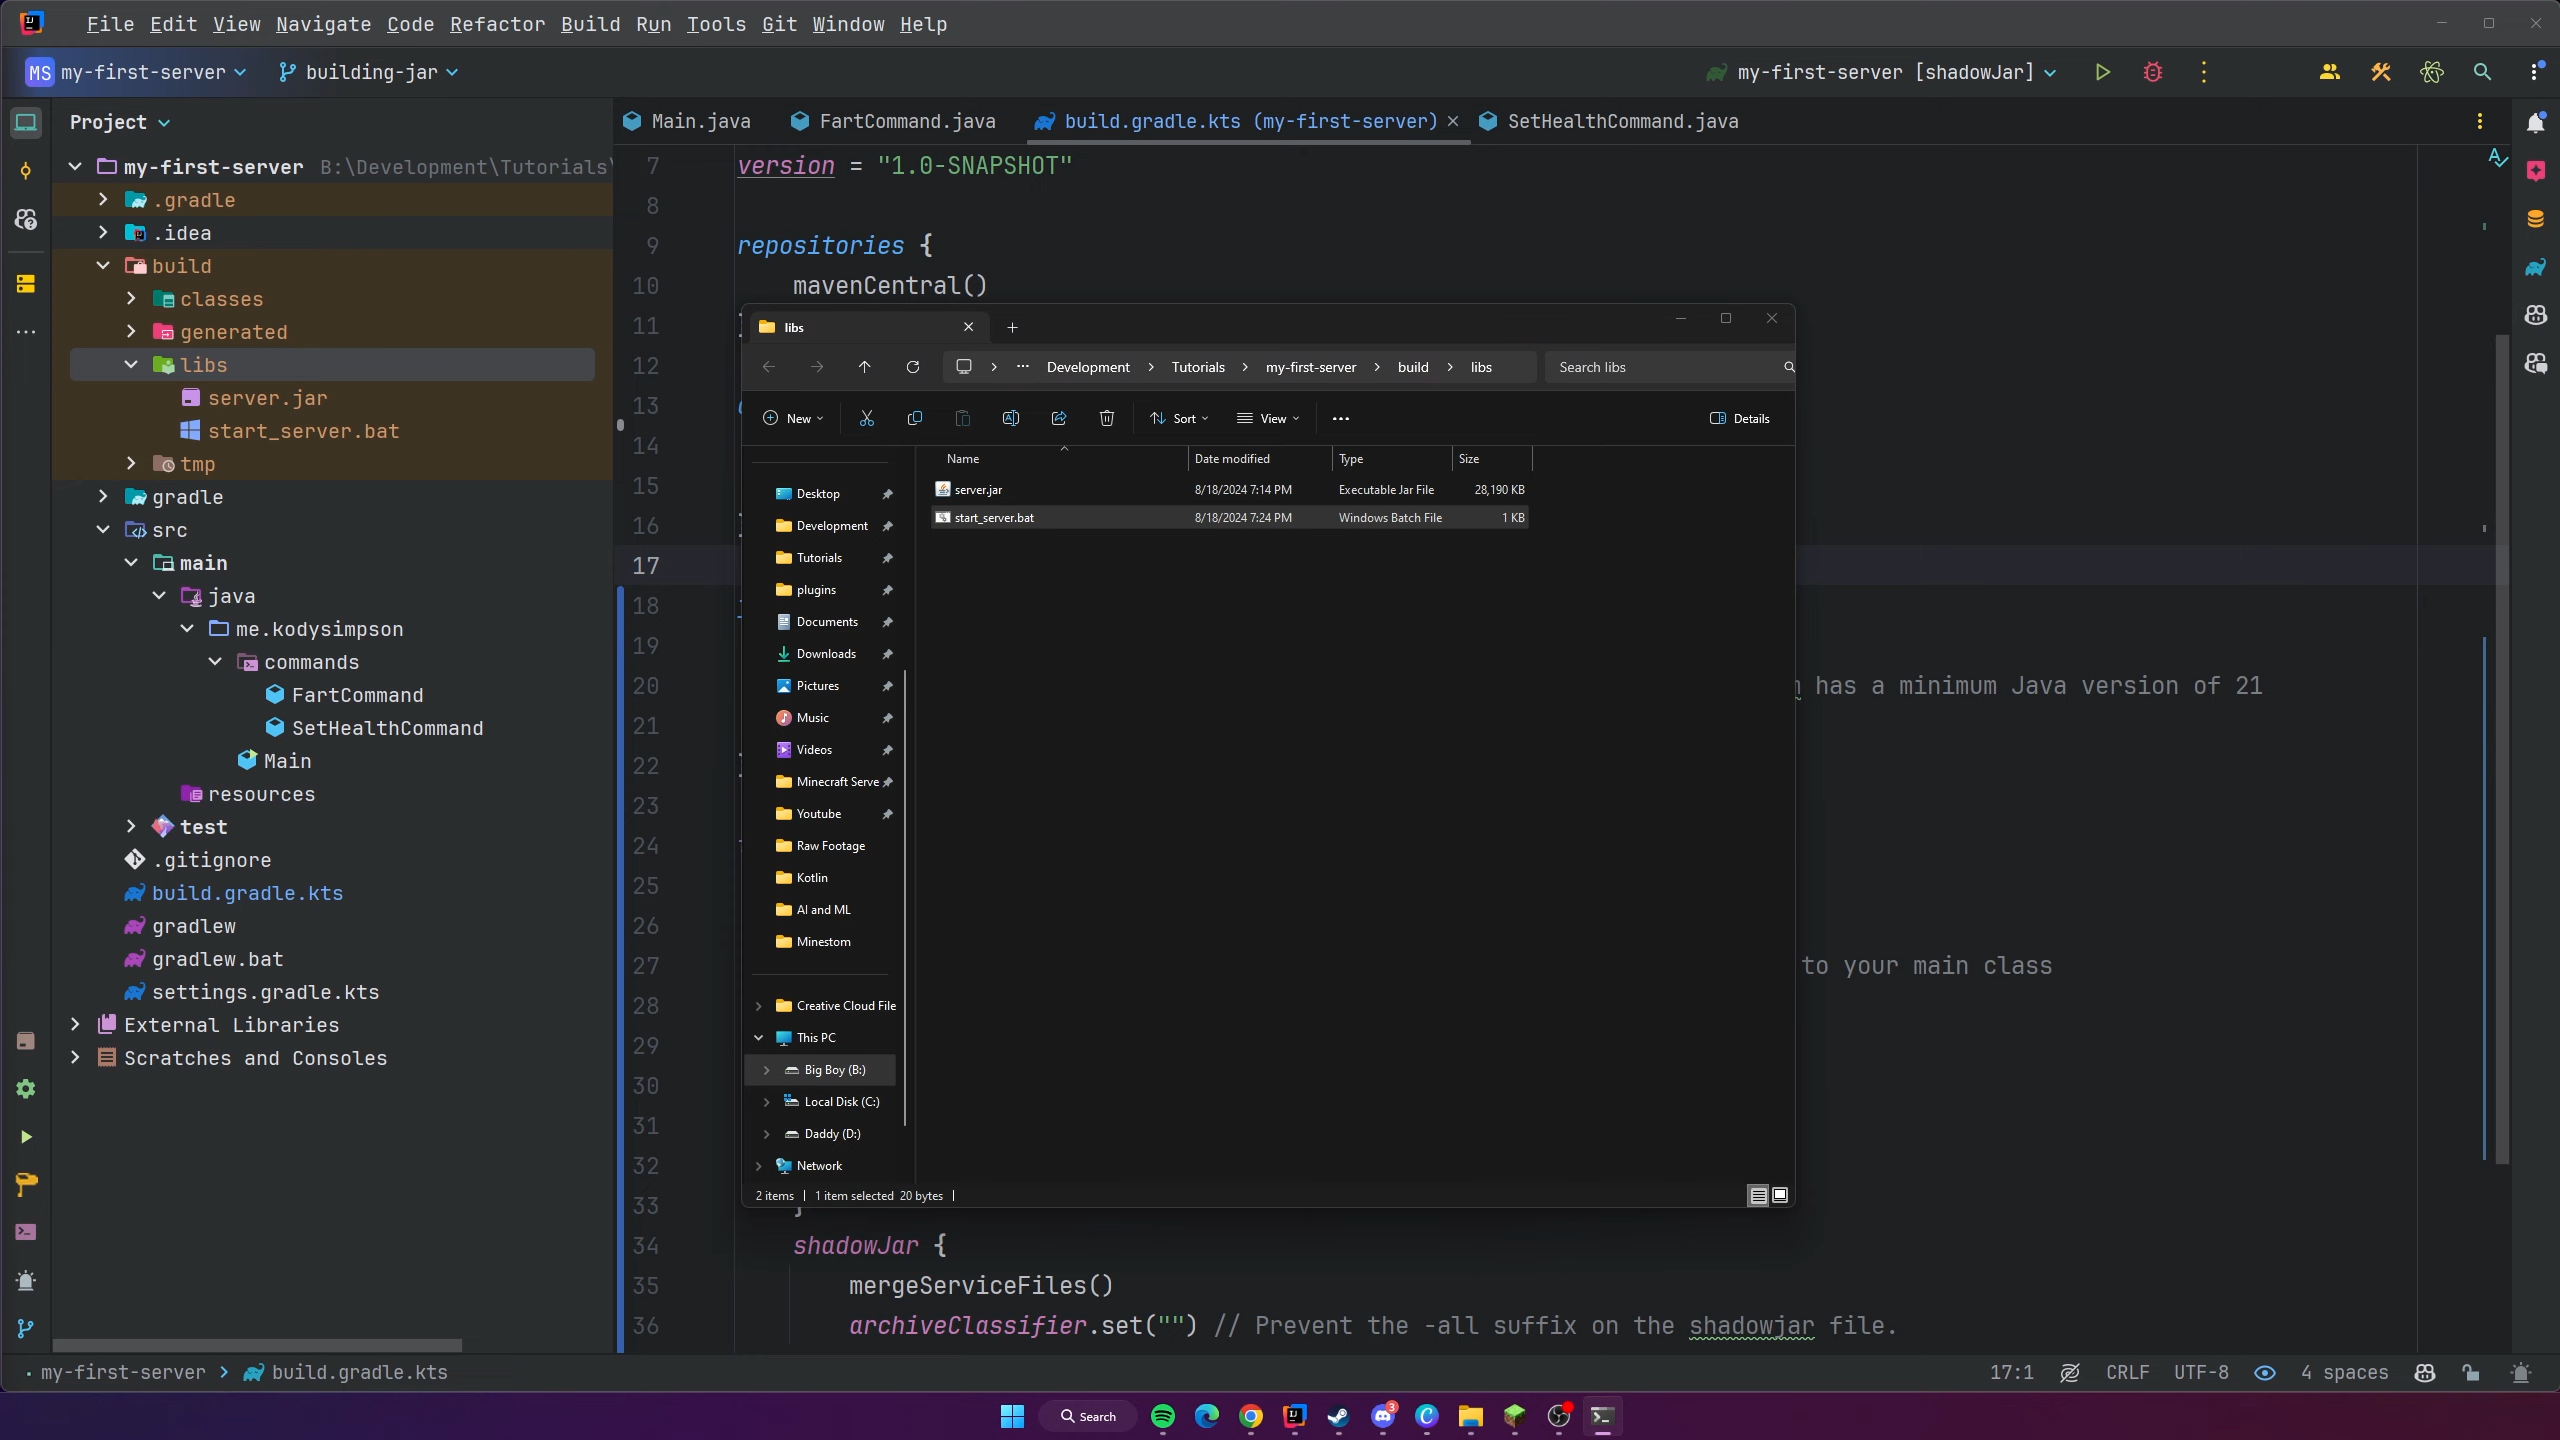 File Edit View Navigate Code Refactor Build Run Tools Git Window Help
MS my-first-server building-jar my-first-server [shadowJar]
Project
Main.java FartCommand.java build.gradle.kts (my-first-server) SetHealthCommand.java
my-first-server B:\Development\Tutorials\
.gradle
.idea
build
classes
generated
libs
server.jar
start_server.bat
tmp
gradle
src
main
java
me.kodysimpson
commands
FartCommand
SetHealthCommand
Main
resources
test
.gitignore
build.gradle.kts
gradlew
gradlew.bat
settings.gradle.kts
External Libraries
Scratches and Consoles
7 version = "1.0-SNAPSHOT"
8
9 repositories {
10 mavenCentral()
11
12
13
14
15
16
17
18
19
20 has a minimum Java version of 21
21
22
23
24
25
26
27 to your main class
28
29
30
31
32
33 }
34 shadowJar {
35 mergeServiceFiles()
36 archiveClassifier.set("") // Prevent the -all suffix on the shadowjar file.
libs
Development Tutorials my-first-server build libs Search libs
New Sort View Details
Name Date modified Type Size
server.jar 8/18/2024 7:14 PM Executable Jar File 28,190 KB
start_server.bat 8/18/2024 7:24 PM Windows Batch File 1 KB
Desktop
Development
Tutorials
plugins
Documents
Downloads
Pictures
Music
Videos
Minecraft Serve
Youtube
Raw Footage
Kotlin
AI and ML
Minestom
Creative Cloud File
This PC
Big Boy (B:)
Local Disk (C:)
Daddy (D:)
Network
2 items 1 item selected 20 bytes
my-first-server build.gradle.kts 17:1 CRLF UTF-8 4 spaces
Search 3